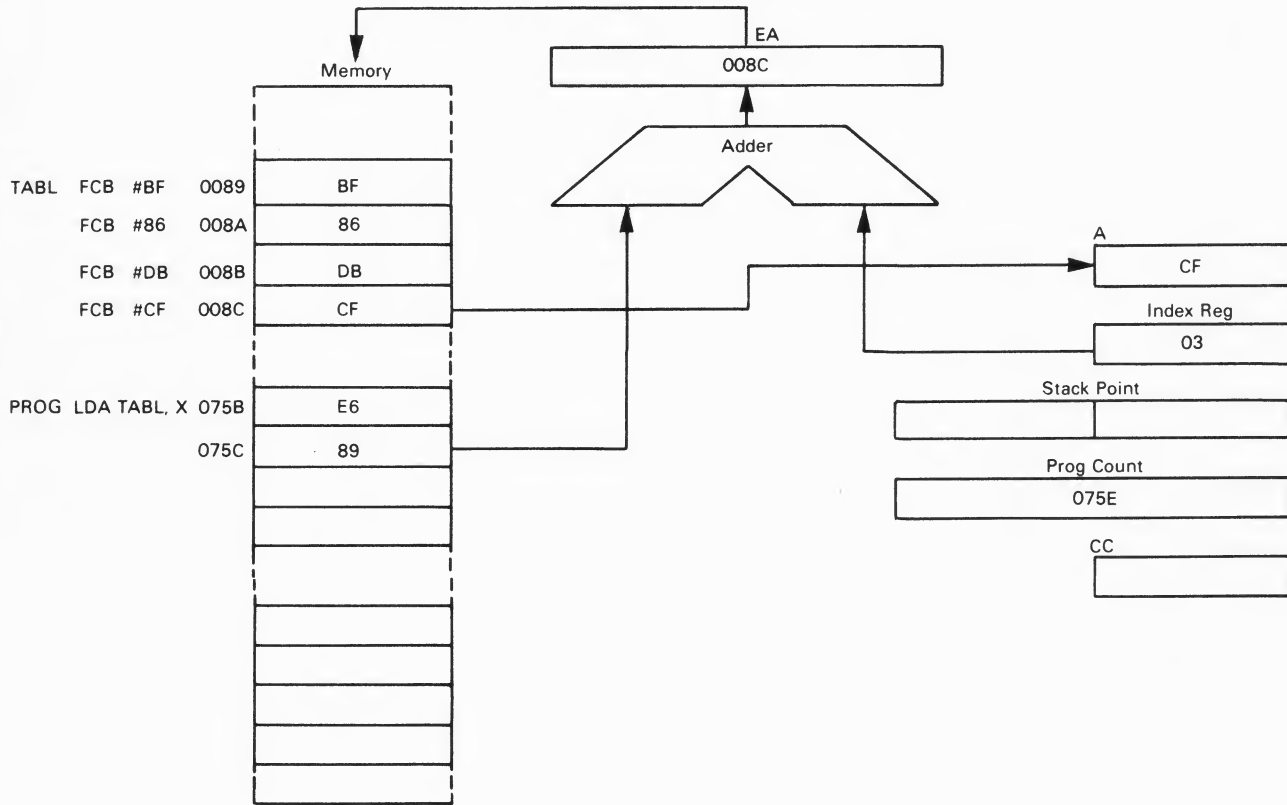 EA
008C
Memory
Adder
TABL FCB #BF 0089 BF
FCB #86 008A 86
FCB #DB 008B DB
FCB #CF 008C CF
A
CF
Index Reg
03
PROG LDA TABL, X 075B E6
075C 89
Stack Point
Prog Count
075E
CC